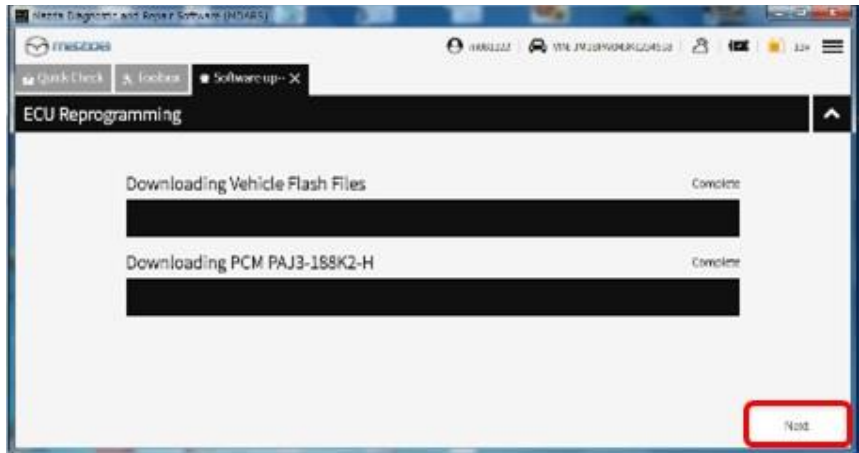 Mazda Diagnostic and Repair Software (MDARS)
mazda
Quick Check
Toolbox
Software up--
ECU Reprogramming
Downloading Vehicle Flash Files
Complete
Downloading PCM PAJ3-188K2-H
Complete
Next